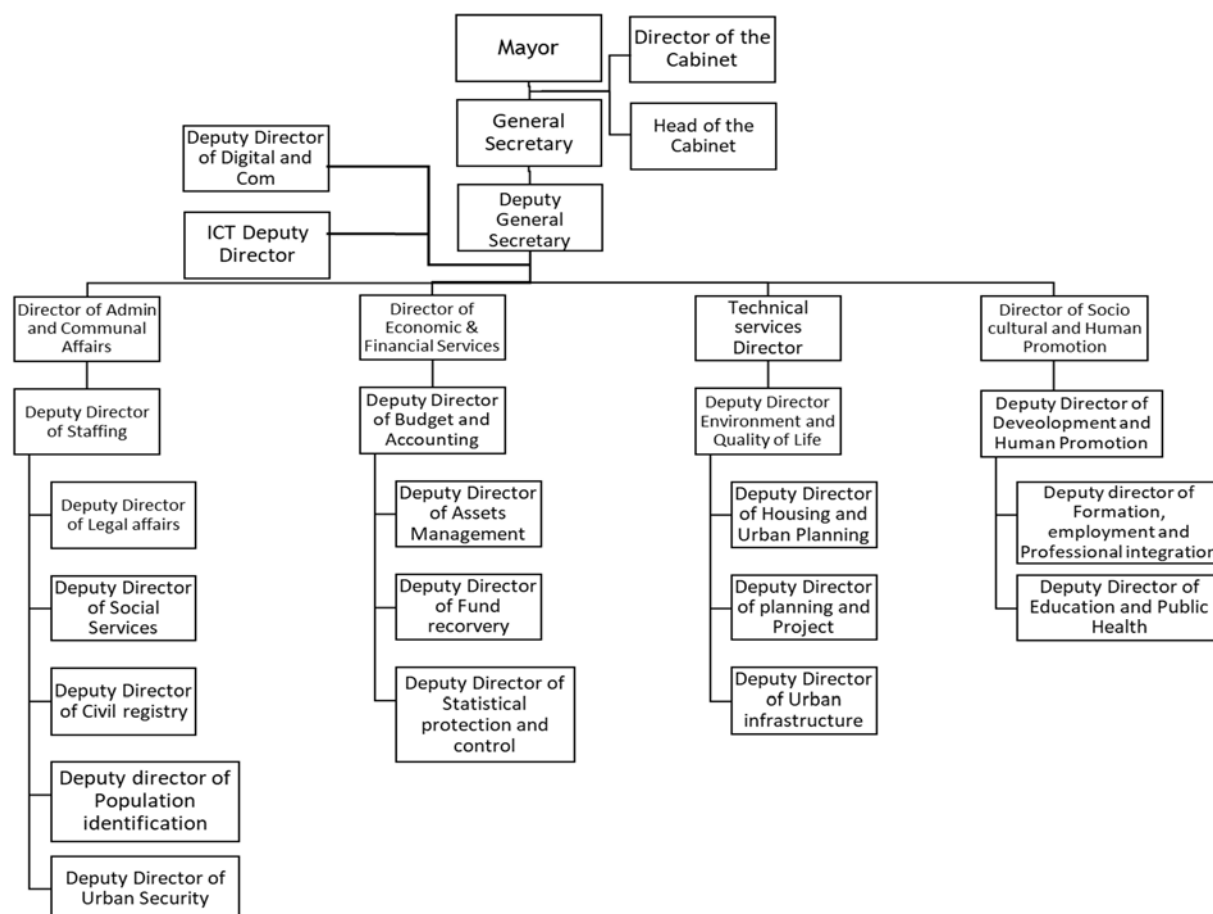 Mayor
Director of the
Cabinet
General
Secretary
Head of the
Cabinet
Deputy Director
of Digital and
Com
Deputy
General
Secretary
ICT Deputy
Director
Director of Admin
and Communal
Affairs
Director of
Economic &
Financial Services
Technical
services
Director
Director of Socio
cultural and Human
Promotion
Deputy Director
of Staffing
Deputy Director
of Budget and
Accounting
Deputy Director
Environment and
Quality of Life
Deputy Director of
Deveolopment and
Human Promotion
Deputy Director
of Legal affairs
Deputy Director
of Social
Services
Deputy Director
of Civil registry
Deputy director of
Population
identification
Deputy Director of
Urban Security
Deputy Director
of Assets
Management
Deputy Director
of Fund
recorvery
Deputy Director of
Statistical
protection and
control
Deputy Director
of Housing and
Urban Planning
Deputy Director
of planning and
Project
Deputy Director
of Urban
infrastructure
Deputy director of
Formation,
employment and
Professional integration
Deputy Director of
Education and Public
Health